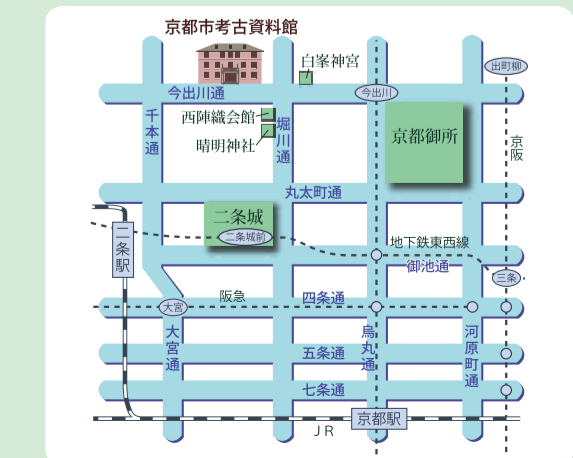 京都市考古資料館
白峯神宮
出町柳
今出川通
今出川
西陣織会館
晴明神社
千本通
堀川通
京都御所
京阪
丸太町通
二条城
二条城前
二条駅
地下鉄東西線
御池通
三条
阪急
四条通
大宮
大宮通
烏丸通
河原町通
五条通
七条通
京都駅
JR